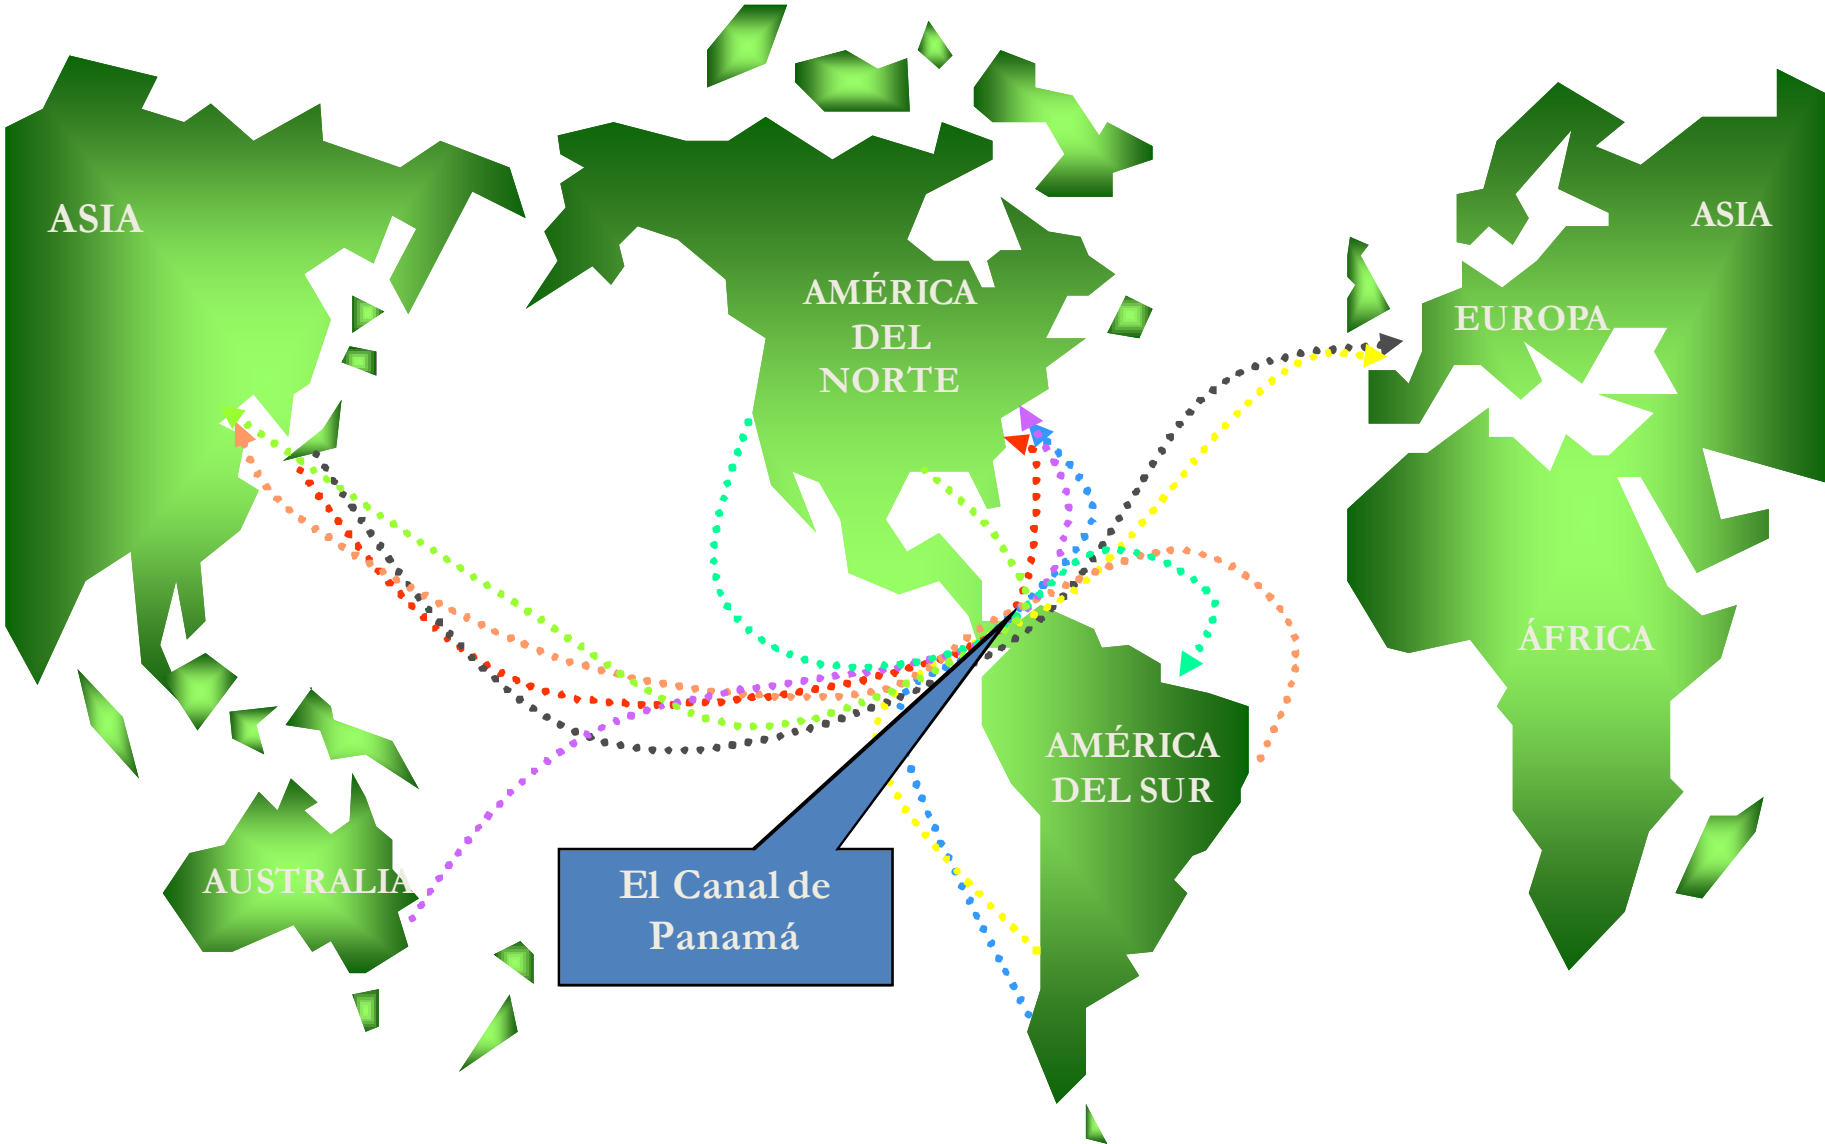 ASIA
AMÉRICA
DEL
NORTE
ASIA
EUROPA
ÁFRICA
AMÉRICA
DEL SUR
AUSTRALIA
El Canal de
Panamá